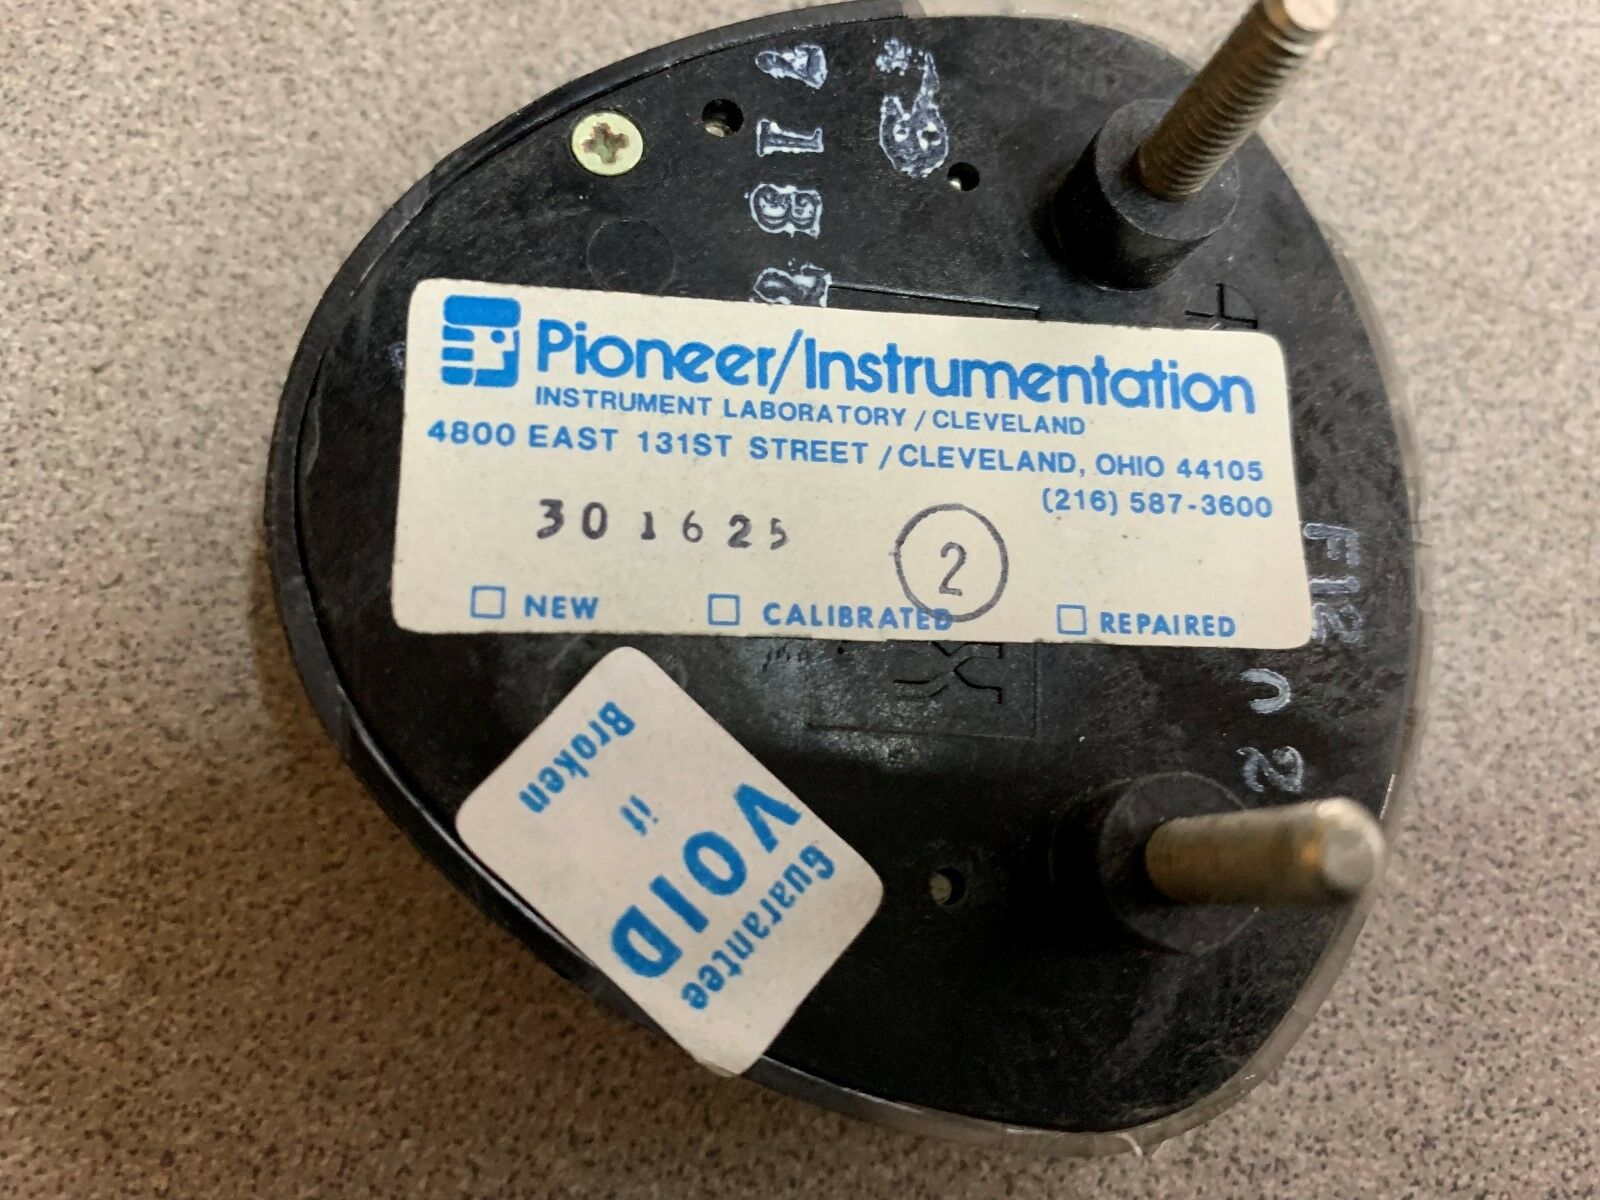 Pioneer/Instrumentation
INSTRUMENT LABORATORY / CLEVELAND
4800 EAST 131ST STREET / CLEVELAND, OHIO 44105
(216) 587-3600
301625
2
NEW CALIBRATED REPAIRED
F12
2
Guarantee
VOID
if
Broken